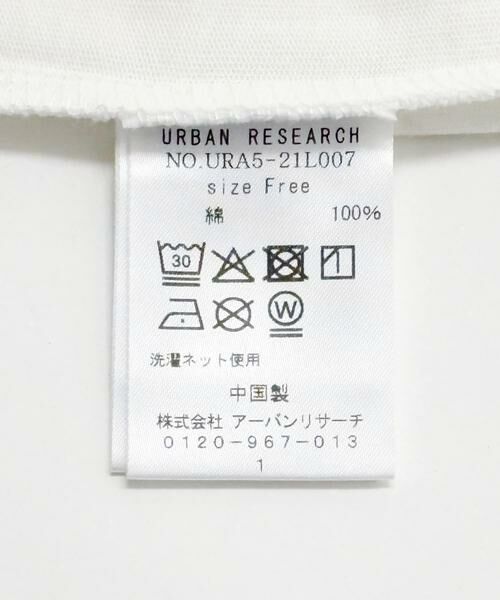 URBAN RESEARCH
NO.URA5-21L007
size Free
綿 100%
30
W
洗濯ネット使用
中国製
株式会社 アーバンリサーチ
0120-967-013
1